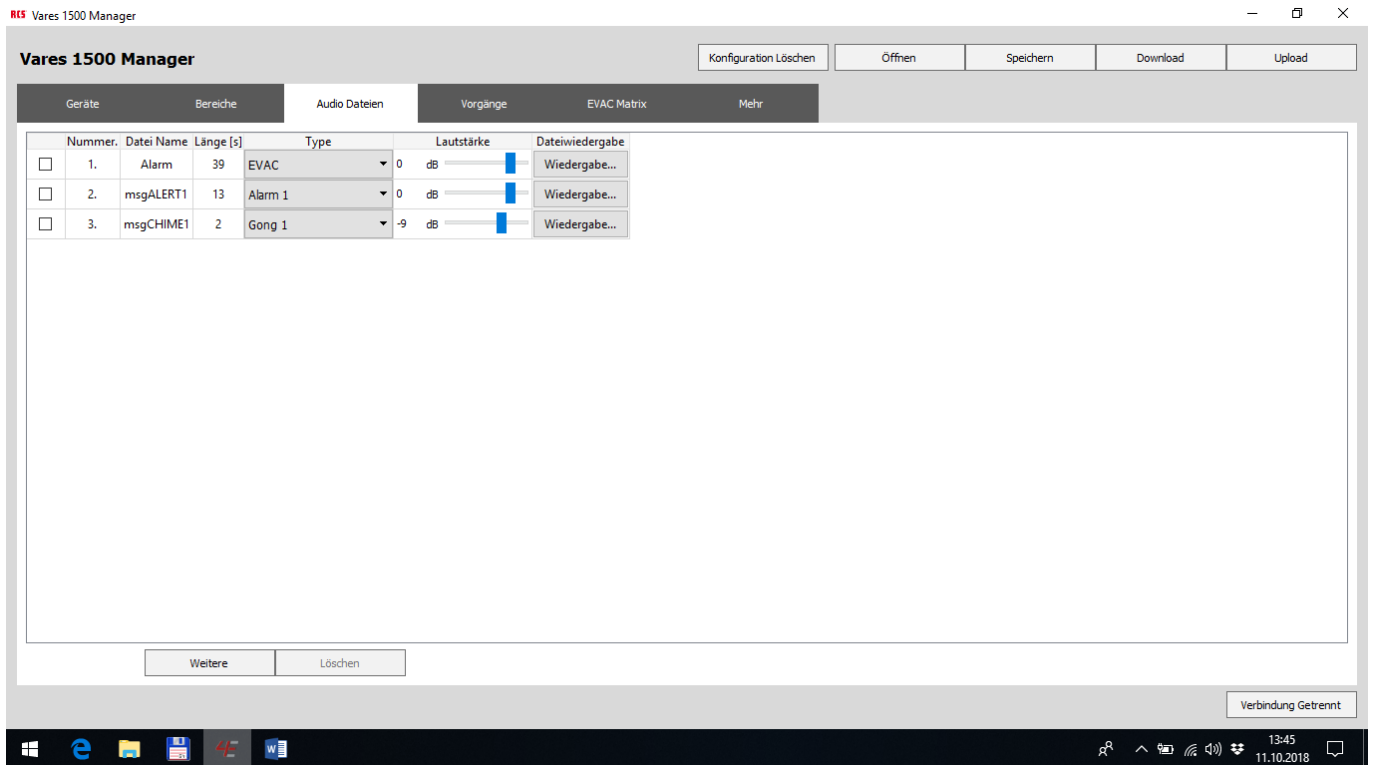 RCS Vares 1500 Manager
Vares 1500 Manager
Konfiguration Löschen Öffnen Speichern Download Upload
Geräte Bereiche Audio Dateien Vorgänge EVAC Matrix Mehr
Nummer. Datei Name Länge [s] Type Lautstärke Dateiwiedergabe
1. Alarm 39 EVAC 0 dB Wiedergabe...
2. msgALERT1 13 Alarm 1 0 dB Wiedergabe...
3. msgCHIME1 2 Gong 1 -9 dB Wiedergabe...
Weitere Löschen
Verbindung Getrennt
13:45
11.10.2018